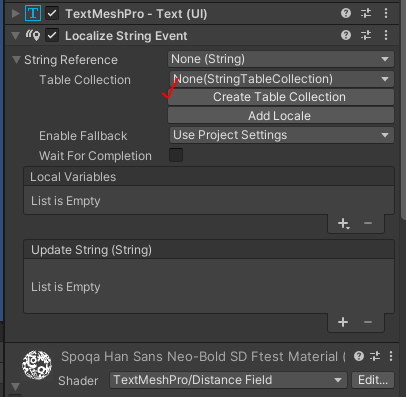 TextMeshPro - Text (UI)
Localize String Event
String Reference None (String)
Table Collection None(StringTableCollection)
Create Table Collection
Add Locale
Enable Fallback Use Project Settings
Wait For Completion
Local Variables
List is Empty
Update String (String)
List is Empty
Spoqa Han Sans Neo-Bold SD Ftest Material (
Shader TextMeshPro/Distance Field Edit...